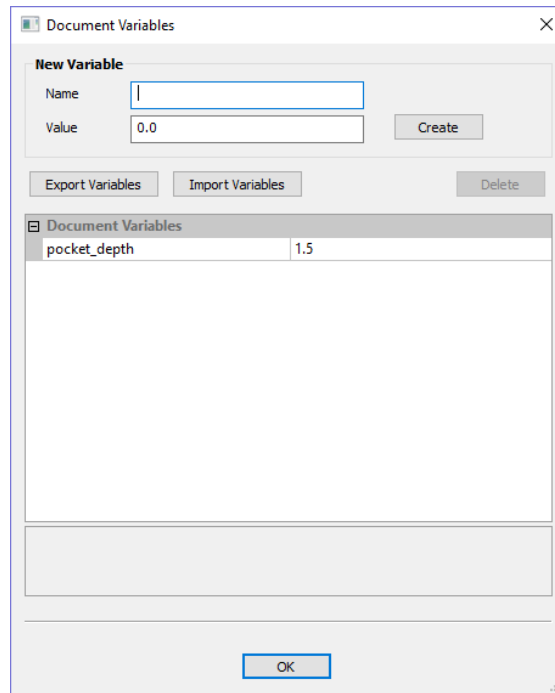 Document Variables
New Variable
Name
Value 0.0 Create
Export Variables Import Variables Delete
Document Variables
pocket_depth 1.5
OK